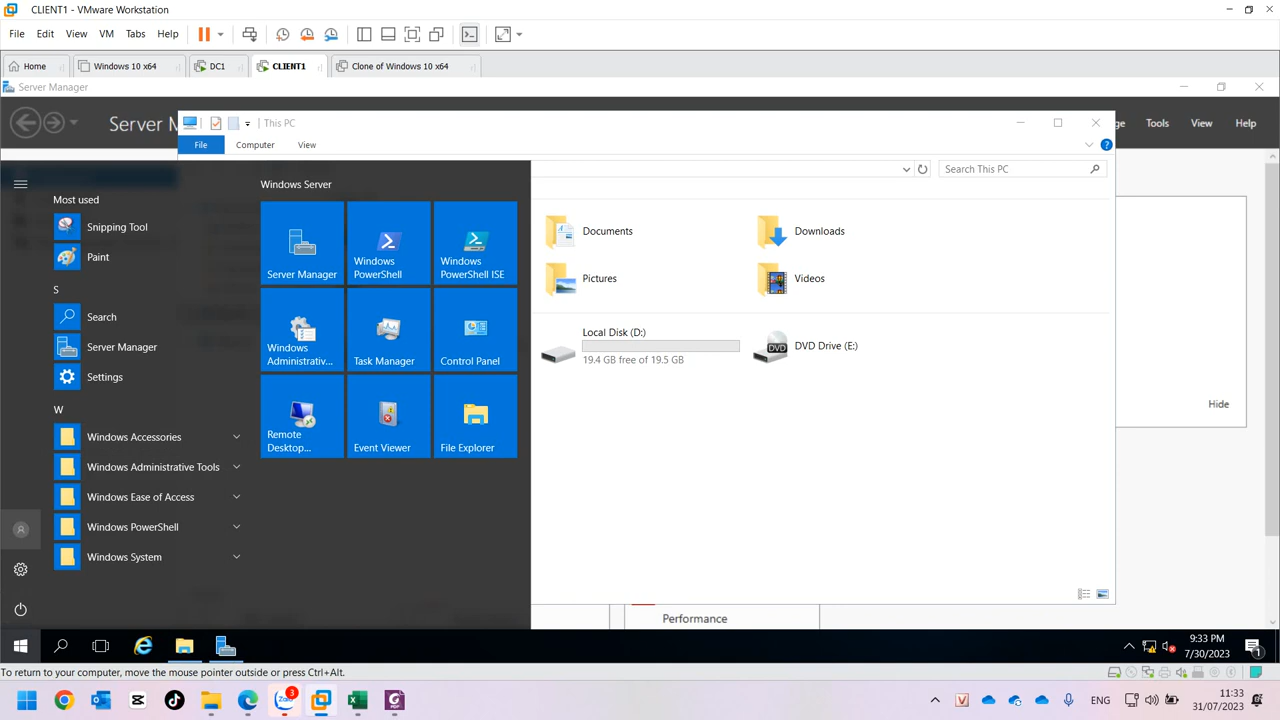 CLIENT1 - VMware Workstation
File Edit View VM Tabs Help
Home Windows 10 x64 DC1 CLIENT1 Clone of Windows 10 x64
Server Manager
Server M
Tools View Help
This PC
File Computer View
Search This PC
Windows Server
Most used
Snipping Tool
Paint
S
Search
Server Manager
Settings
W
Windows Accessories
Windows Administrative Tools
Windows Ease of Access
Windows PowerShell
Windows System
Server Manager
Windows PowerShell
Windows PowerShell ISE
Windows Administrativ...
Task Manager
Control Panel
Remote Desktop...
Event Viewer
File Explorer
Documents
Downloads
Pictures
Videos
Local Disk (D:)
19.4 GB free of 19.5 GB
DVD
DVD Drive (E:)
Hide
Performance
9:33 PM
7/30/2023
1
To return to your computer, move the mouse pointer outside or press Ctrl+Alt.
Zalo
3
PDF
V
ENG
11:33
31/07/2023